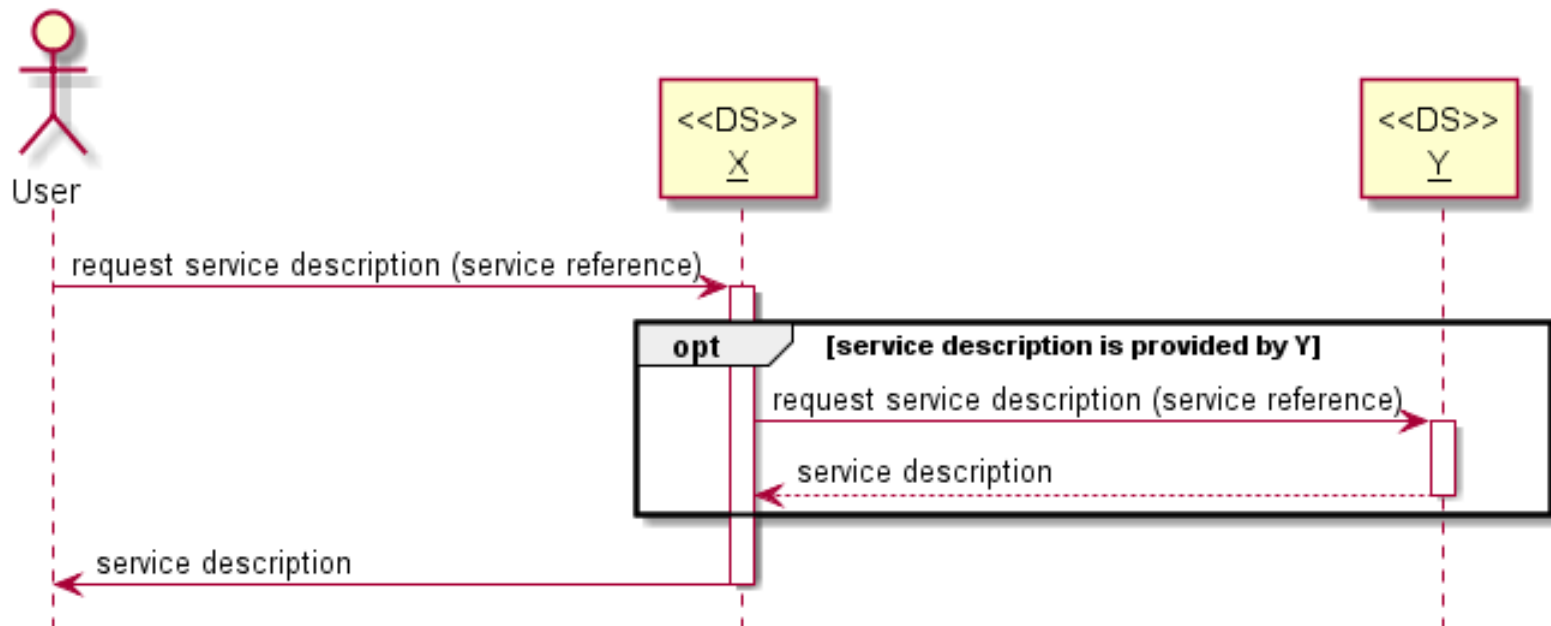 <<DS>>
X
<<DS>>
Y
User
request service description (service reference)
opt
[service description is provided by Y]
request service description (service reference)
service description
service description